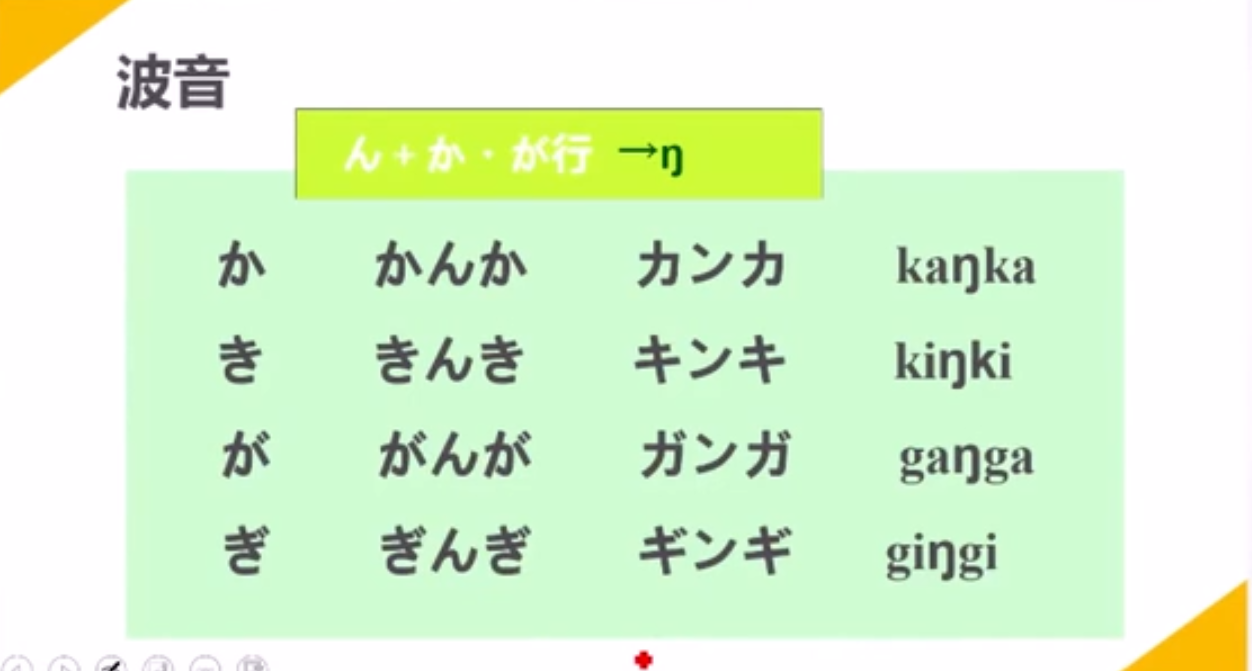 波音
ん+か・が行 →ŋ
か かんか カンカ kaŋka
き きんき キンキ kiŋki
が がんが ガンガ gaŋga
ぎ ぎんぎ ギンギ giŋgi